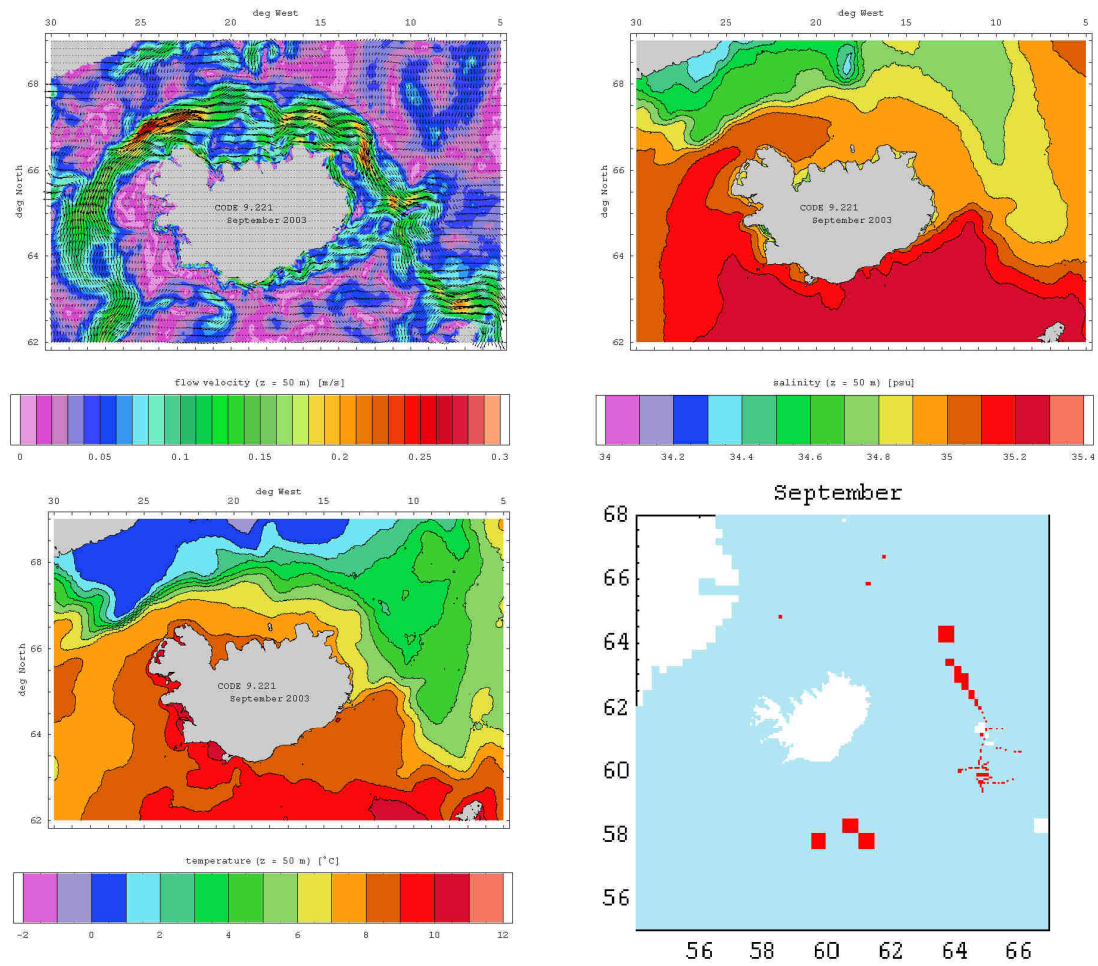 deg West
30 25 20 15 10 5
68
66
64
62
deg North
CODE 9.221
September 2003
flow velocity (z = 50 m) [m/s]
0 0.05 0.1 0.15 0.2 0.25 0.3
deg West
30 25 20 15 10 5
68
66
64
62
deg North
CODE 9.221
September 2003
salinity (z = 50 m) [psu]
34 34.2 34.4 34.6 34.8 35 35.2 35.4
deg West
30 25 20 15 10 5
68
66
64
62
deg North
CODE 9.221
September 2003
temperature (z = 50 m) [°C]
-2 0 2 4 6 8 10 12
September
68
66
64
62
60
58
56
56 58 60 62 64 66